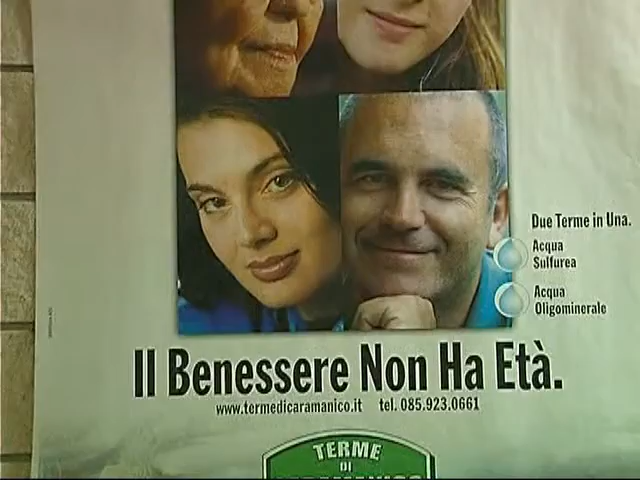 Due Terme in Una.
Acqua
Sulfurea
Acqua
Oligominerale
Il Benessere Non Ha Età.
www.termedicaramanico.it tel. 085.923.0661
TERME
DI
CARAMANICO